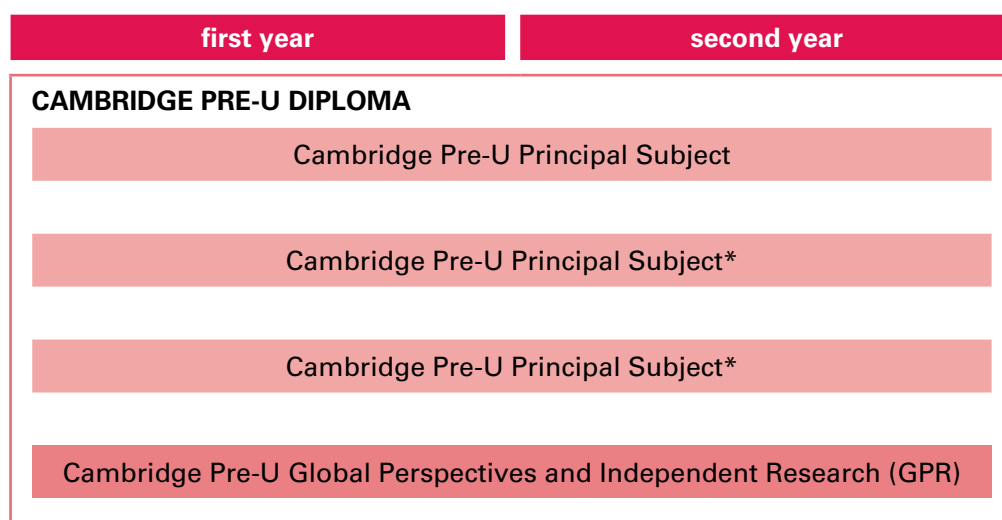 first year
second year
CAMBRIDGE PRE-U DIPLOMA
Cambridge Pre-U Principal Subject
Cambridge Pre-U Principal Subject*
Cambridge Pre-U Principal Subject*
Cambridge Pre-U Global Perspectives and Independent Research (GPR)